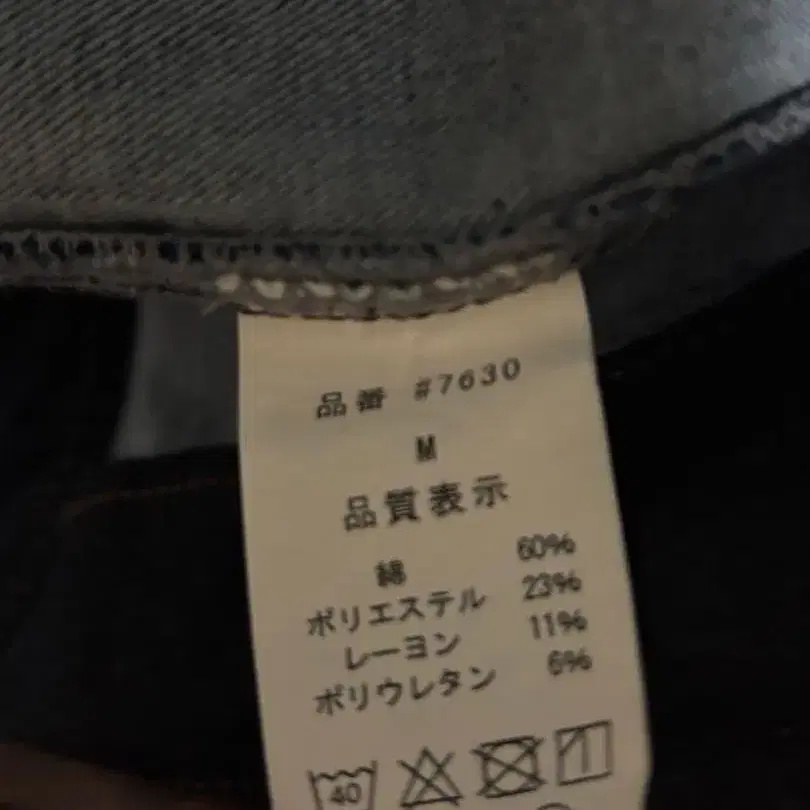 品番 #7630
M
品質表示
綿 60%
ポリエステル 23%
レーヨン 11%
ポリウレタン 6%
40